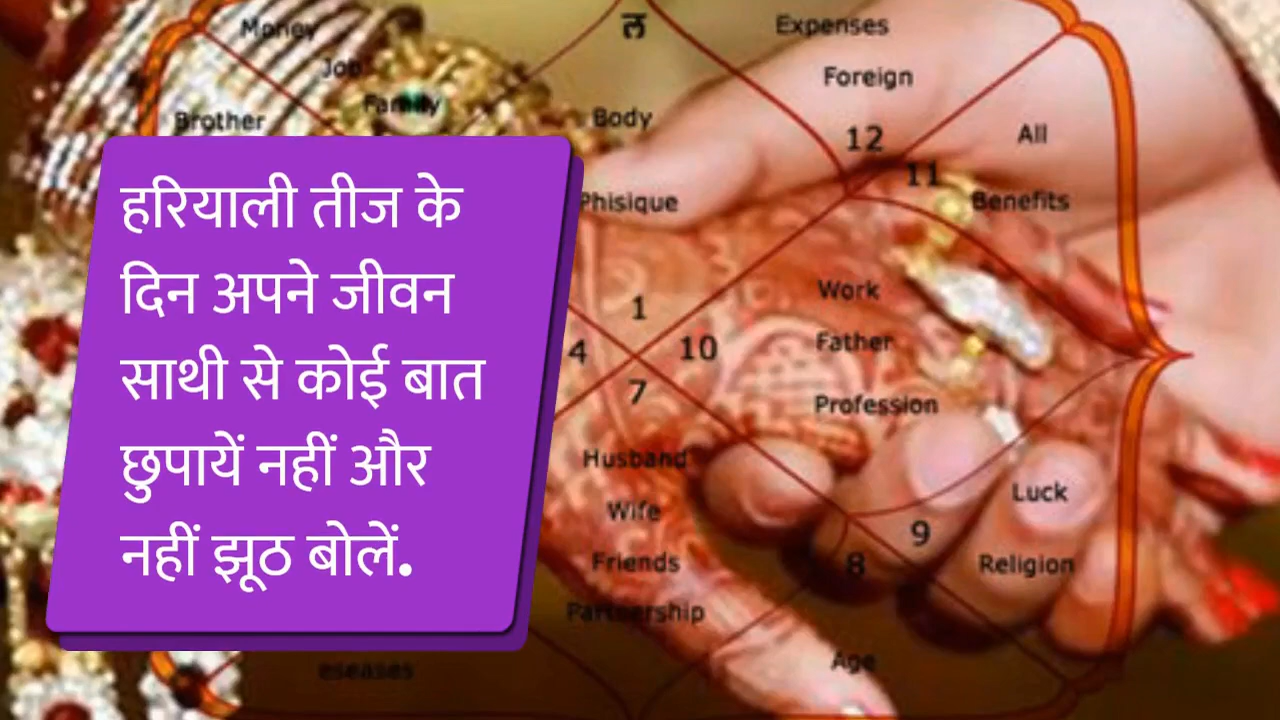 Money
ल
Expenses
Job
Foreign
Family
Brother
Body
12
All
11
Phisique
Benefits
हरियाली तीज के
दिन अपने जीवन
साथी से कोई बात
छुपायें नहीं और
नहीं झूठ बोलें.
1
Work
4
10
Father
7
Profession
Husband
Luck
Wife
9
Friends
8
Religion
Partnership
Age